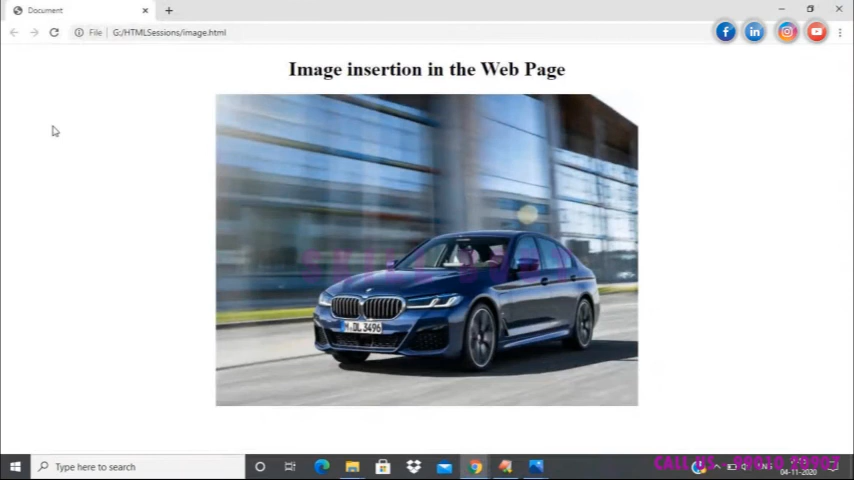 Document
File G:/HTMLSessions/image.html
Image insertion in the Web Page
DL 3496
Type here to search
ENG
CALL US
04-11-2020